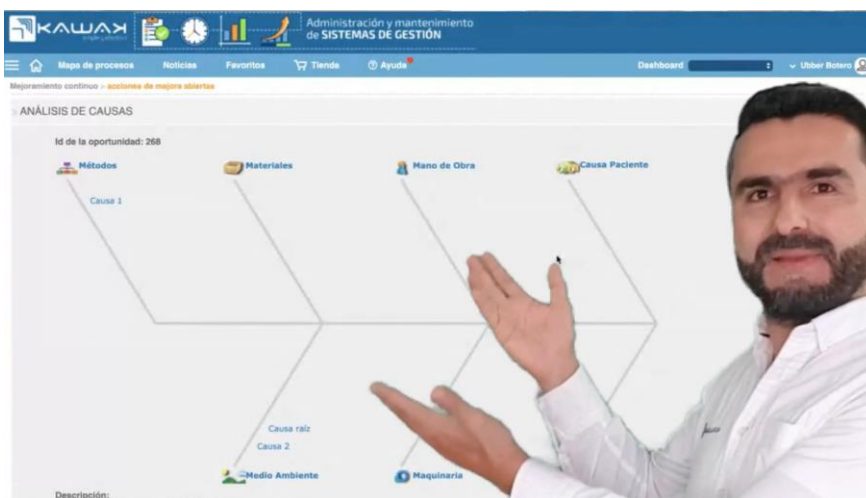 KAWAK
Administración y mantenimiento
de SISTEMAS DE GESTIÓN
Mapa de procesos Noticias Favoritos Tienda Ayuda Dashboard Ubber Botero
Mejoramiento continuo » acciones de mejora abiertas
» ANÁLISIS DE CAUSAS
Id de la oportunidad: 268
Métodos Materiales Mano de Obra Causa Paciente
Causa 1
Causa raíz
Causa 2
Medio Ambiente Maquinaria
Descripción: